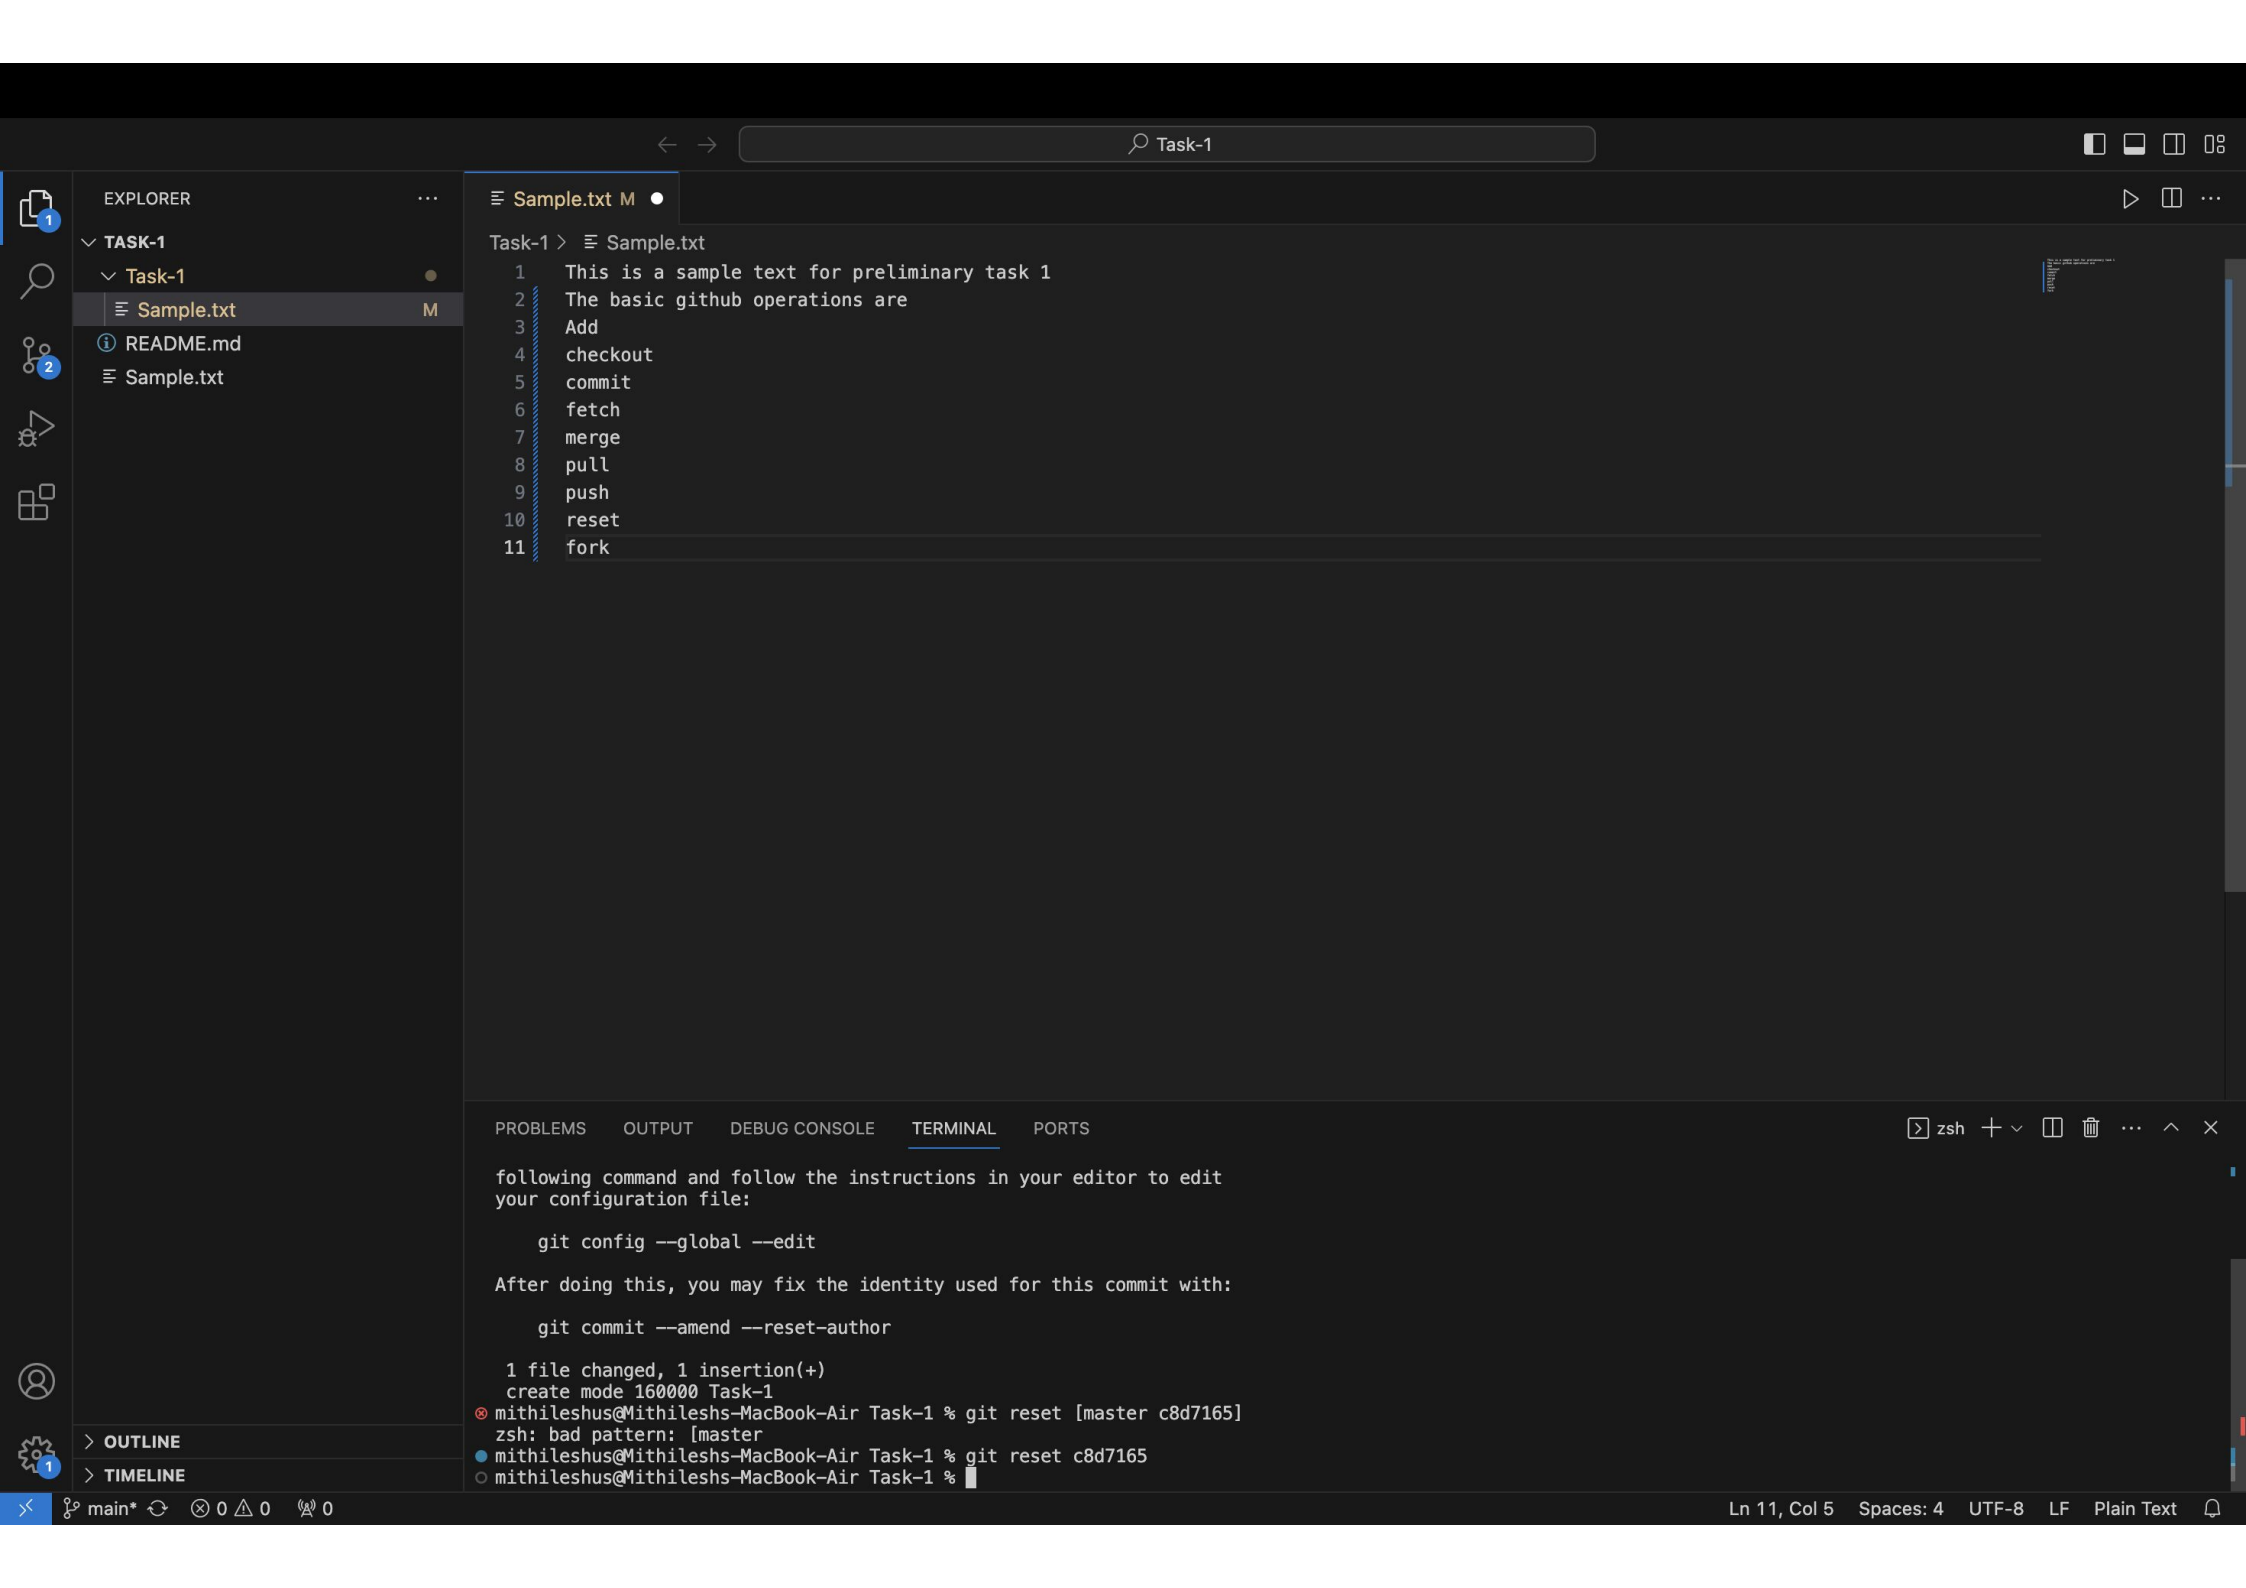 Task-1
EXPLORER
Sample.txt M
1
TASK-1
Task-1
Sample.txt M
README.md
Sample.txt
2
Task-1 > Sample.txt
1 This is a sample text for preliminary task 1
2 The basic github operations are
3 Add
4 checkout
5 commit
6 fetch
7 merge
8 pull
9 push
10 reset
11 fork
PROBLEMS OUTPUT DEBUG CONSOLE TERMINAL PORTS
zsh
following command and follow the instructions in your editor to edit
your configuration file:
git config --global --edit
After doing this, you may fix the identity used for this commit with:
git commit --amend --reset-author
1 file changed, 1 insertion(+)
create mode 160000 Task-1
mithileshus@Mithileshs-MacBook-Air Task-1 % git reset [master c8d7165]
zsh: bad pattern: [master
mithileshus@Mithileshs-MacBook-Air Task-1 % git reset c8d7165
mithileshus@Mithileshs-MacBook-Air Task-1 %
OUTLINE
TIMELINE
1
main* 0 0 0
Ln 11, Col 5 Spaces: 4 UTF-8 LF Plain Text